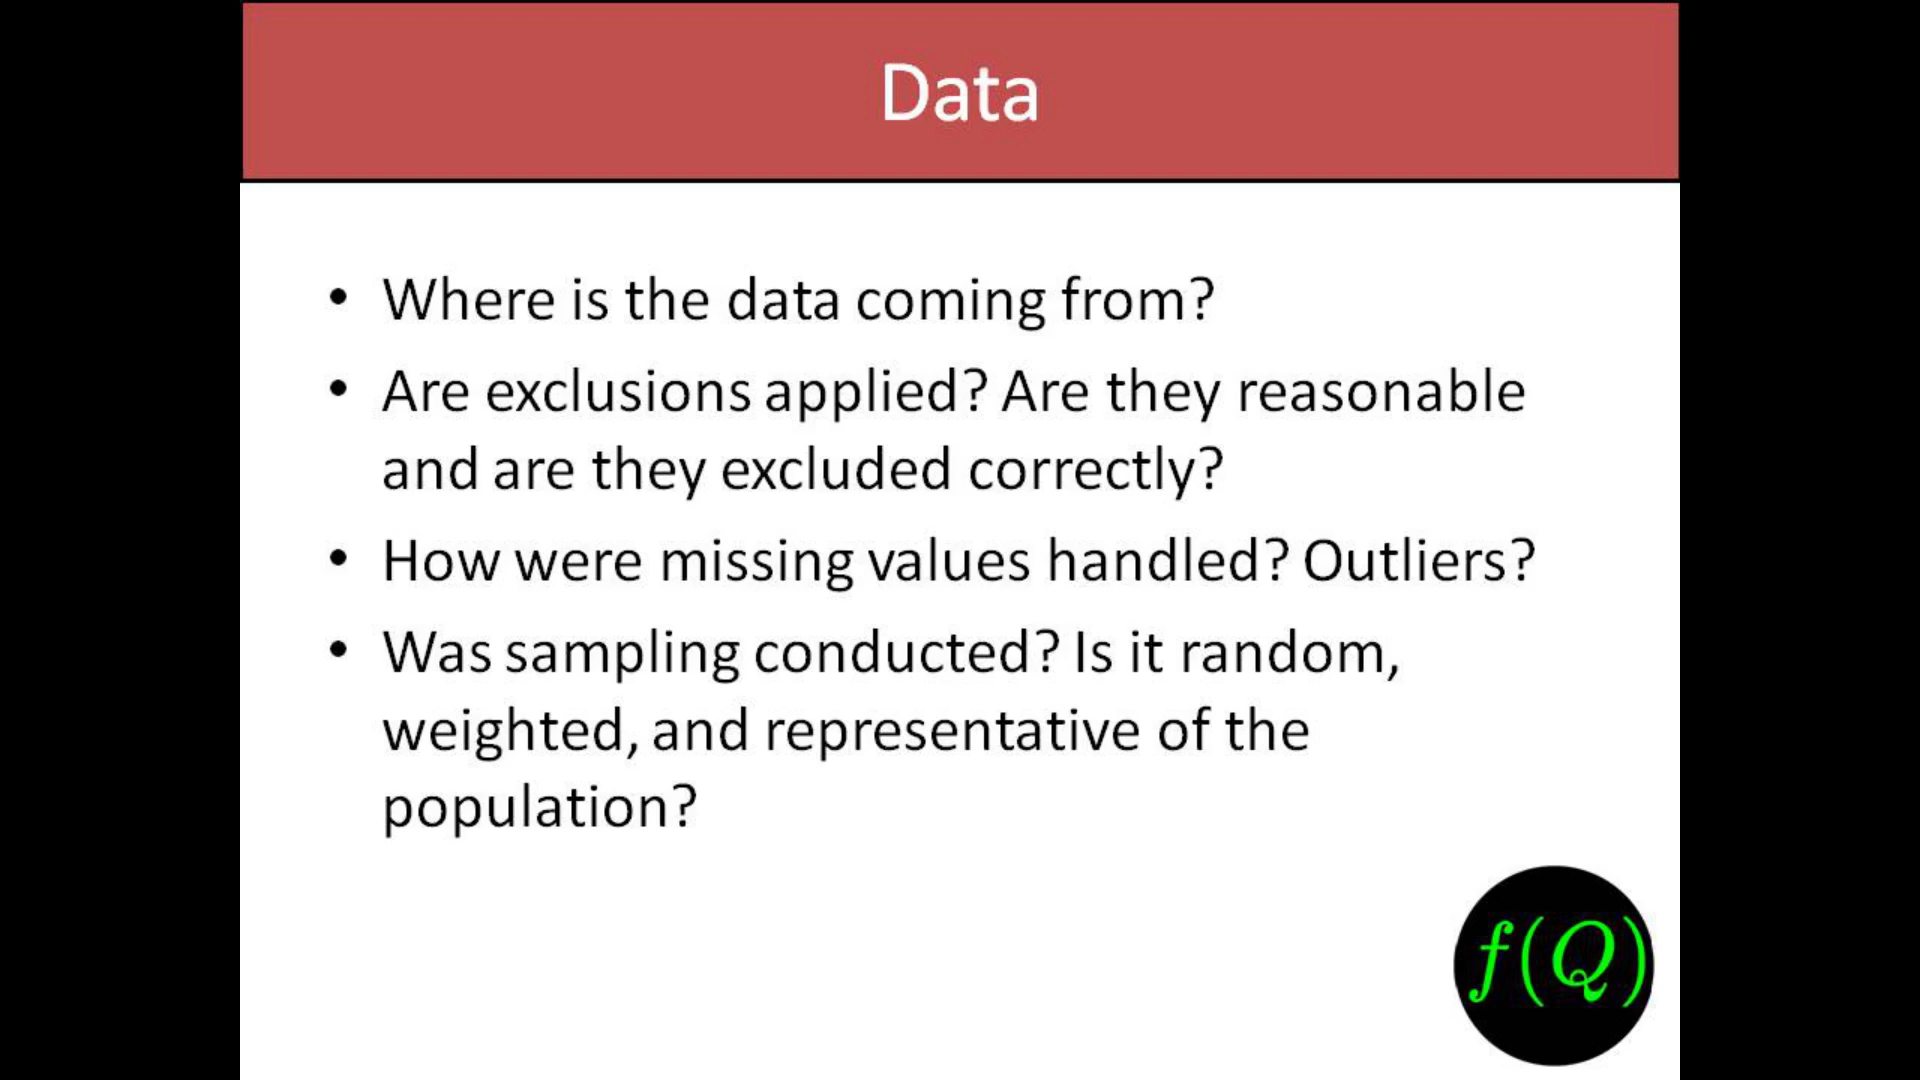 Data
• Where is the data coming from?
• Are exclusions applied? Are they reasonable
and are they excluded correctly?
• How were missing values handled? Outliers?
• Was sampling conducted? Is it random,
weighted, and representative of the
population?
f(Q)